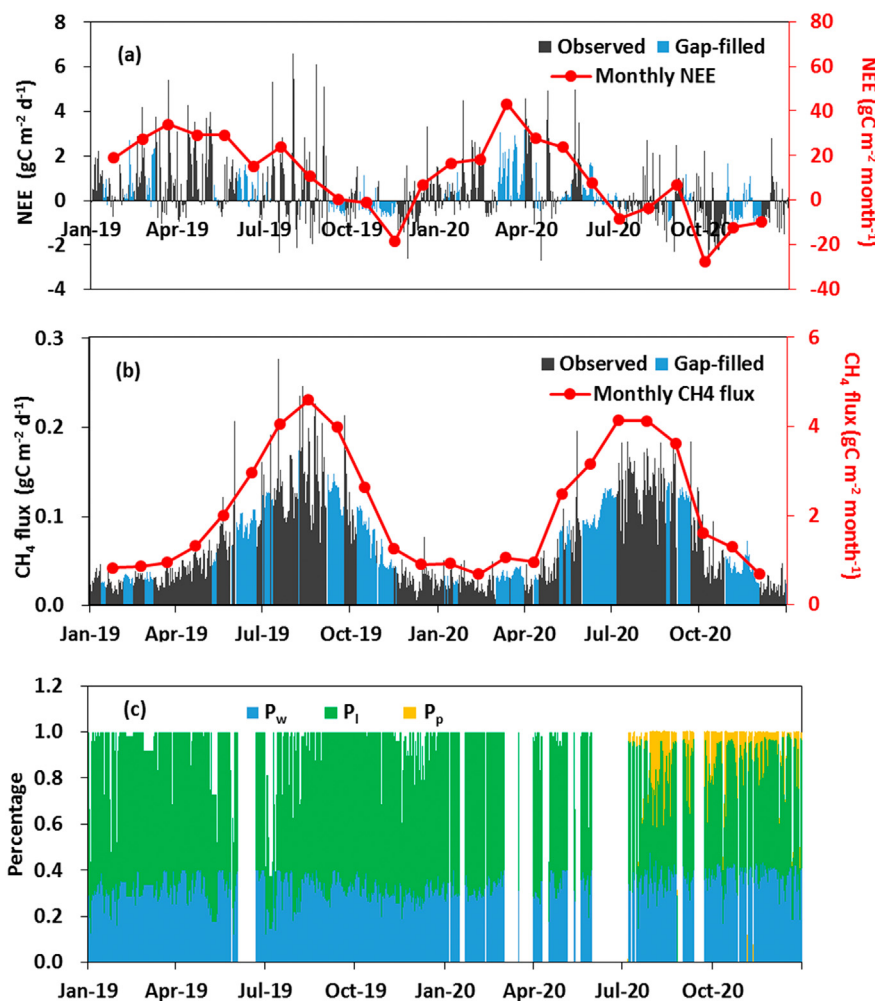 (a)
Observed Gap-filled
Monthly NEE
NEE (gC m⁻² d⁻¹)
8
6
4
2
0
-2
-4
NEE (gC m⁻² month⁻¹)
80
60
40
20
0
-20
-40
Jan-19 Apr-19 Jul-19 Oct-19 Jan-20 Apr-20 Jul-20 Oct-20
(b)
Observed Gap-filled
Monthly CH4 flux
CH₄ flux (gC m⁻² d⁻¹)
0.3
0.2
0.1
0.0
CH₄ flux (gC m⁻² month⁻¹)
6
4
2
0
Jan-19 Apr-19 Jul-19 Oct-19 Jan-20 Apr-20 Jul-20 Oct-20
(c)
P_w P_l P_p
Percentage
1.2
1.0
0.8
0.6
0.4
0.2
0.0
Jan-19 Apr-19 Jul-19 Oct-19 Jan-20 Apr-20 Jul-20 Oct-20